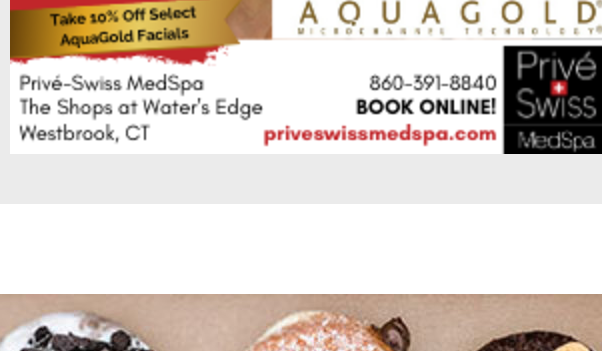 Take 10% Off Select
AquaGold Facials
AQUAGOLD
MICROCHANNEL TECHNOLOGY
Privé-Swiss MedSpa
The Shops at Water's Edge
Westbrook, CT
860-391-8840
BOOK ONLINE!
priveswissmedspa.com
Privé
Swiss
MedSpa